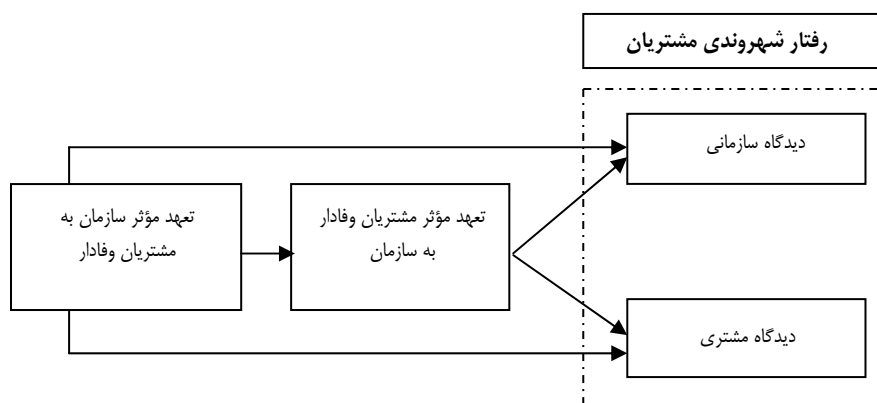 رفتار شهروندی مشتریان
دیدگاه سازمانی
تعهد مؤثر مشتریان وفادار
به سازمان
تعهد مؤثر سازمان به
مشتریان وفادار
دیدگاه مشتری